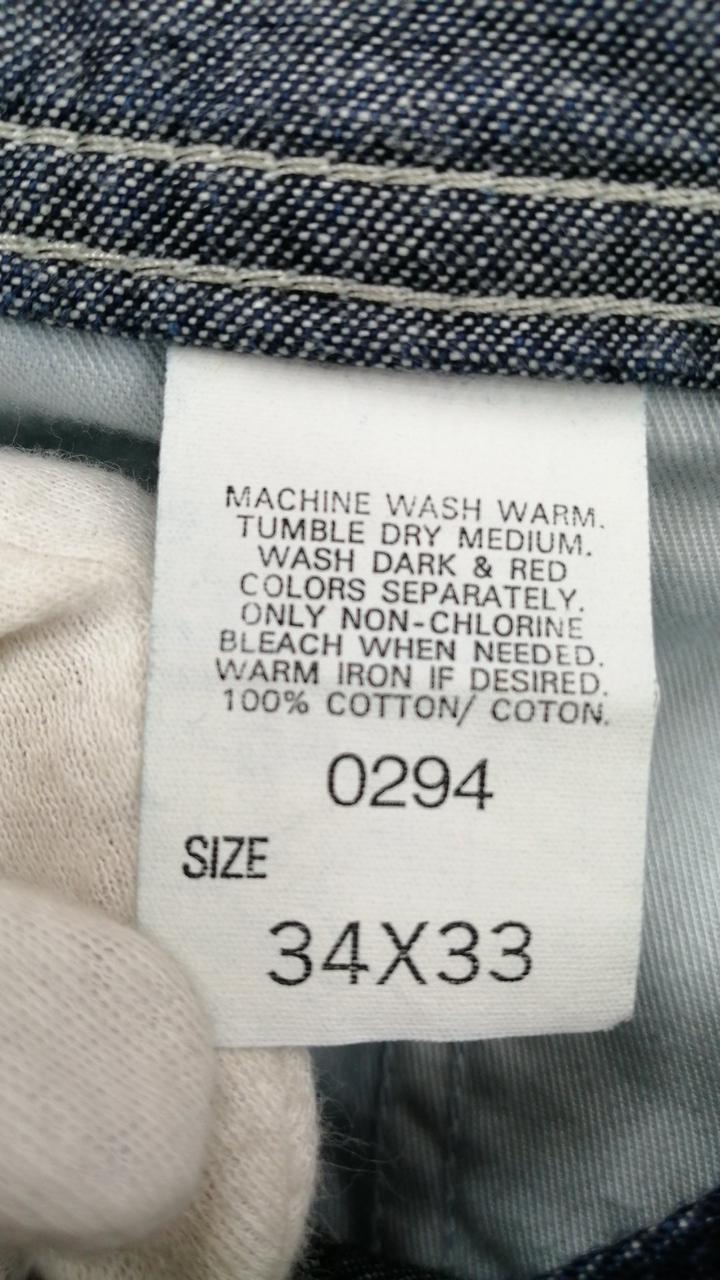 MACHINE WASH WARM.
TUMBLE DRY MEDIUM.
WASH DARK & RED
COLORS SEPARATELY.
ONLY NON-CHLORINE
BLEACH WHEN NEEDED.
WARM IRON IF DESIRED.
100% COTTON/ COTON.
0294
SIZE
34X33